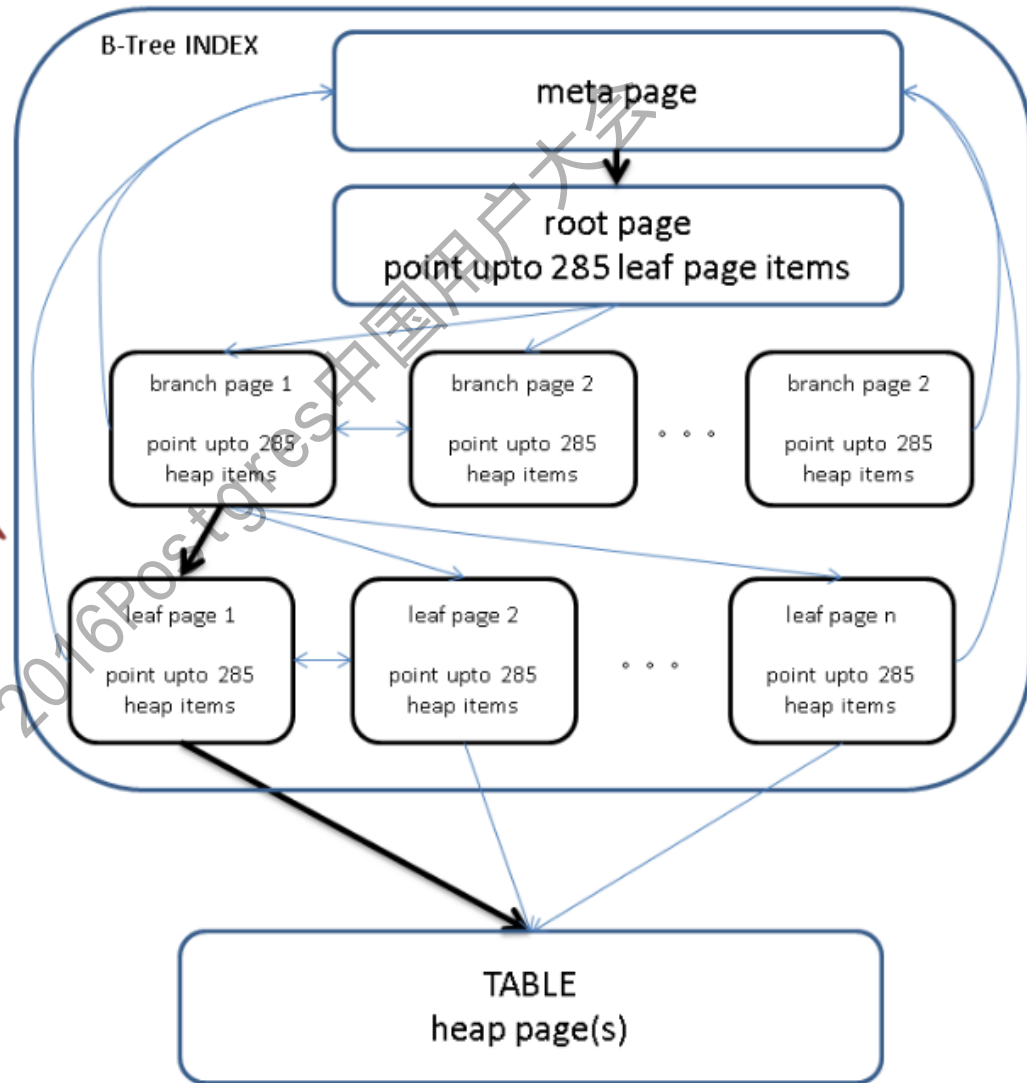 B-Tree INDEX
meta page
root page
point upto 285 leaf page items
branch page 1
point upto 285
heap items
branch page 2
point upto 285
heap items
branch page 2
point upto 285
heap items
leaf page 1
point upto 285
heap items
leaf page 2
point upto 285
heap items
leaf page n
point upto 285
heap items
TABLE
heap page(s)
2016Postgres中国用户大会